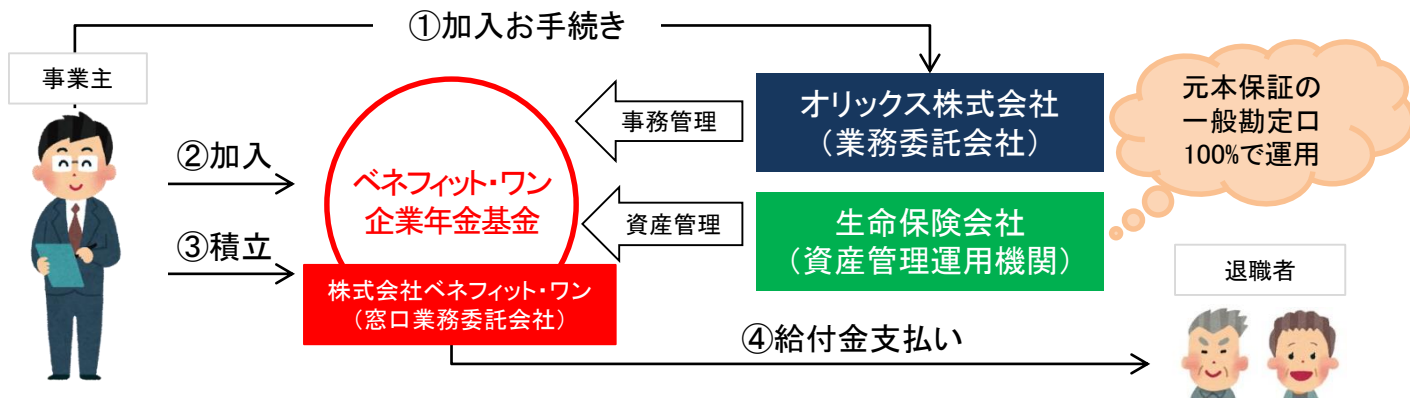 ①加入お手続き
事業主
②加入
③積立
ベネフィット・ワン
企業年金基金
株式会社ベネフィット・ワン
（窓口業務委託会社）
事務管理
資産管理
オリックス株式会社
（業務委託会社）
生命保険会社
（資産管理運用機関）
元本保証の
一般勘定口
100%で運用
退職者
④給付金支払い